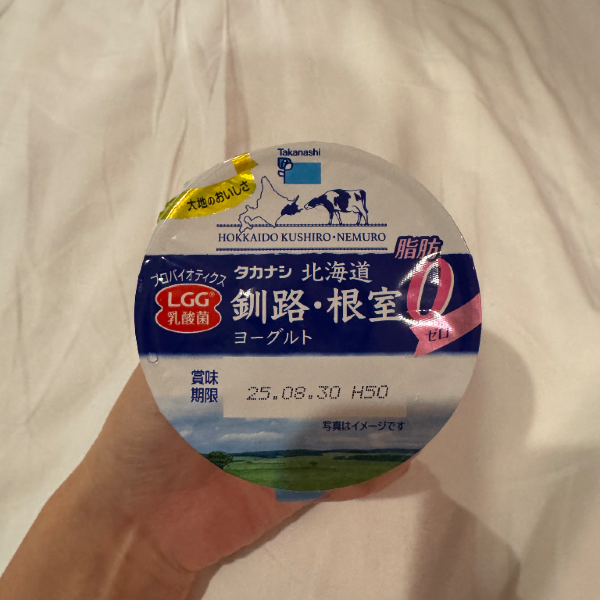 Takanashi
大地のおいしさ
HOKKAIDO KUSHIRO・NEMURO
脂肪
0
ゼロ
プロバイオティクス
LGG®
乳酸菌
タカナシ 北海道
釧路・根室
ヨーグルト
賞味
期限
25.08.30 H50
写真はイメージです